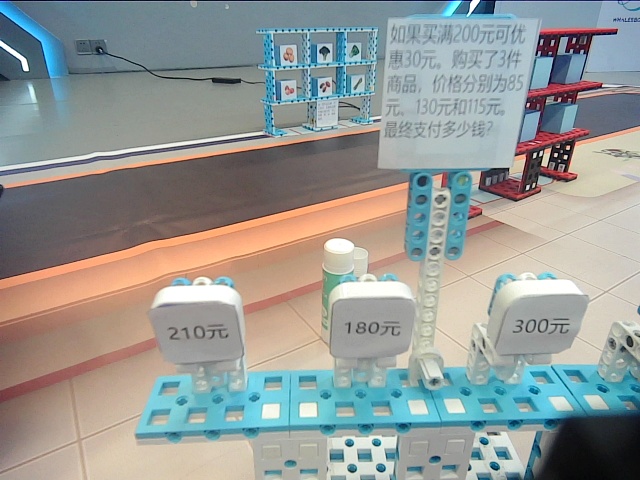 如果买满200元可优
惠30元。购买了3件
商品，价格分别为85
元、130元和115元。
最终支付多少钱？
210元
180元
300元